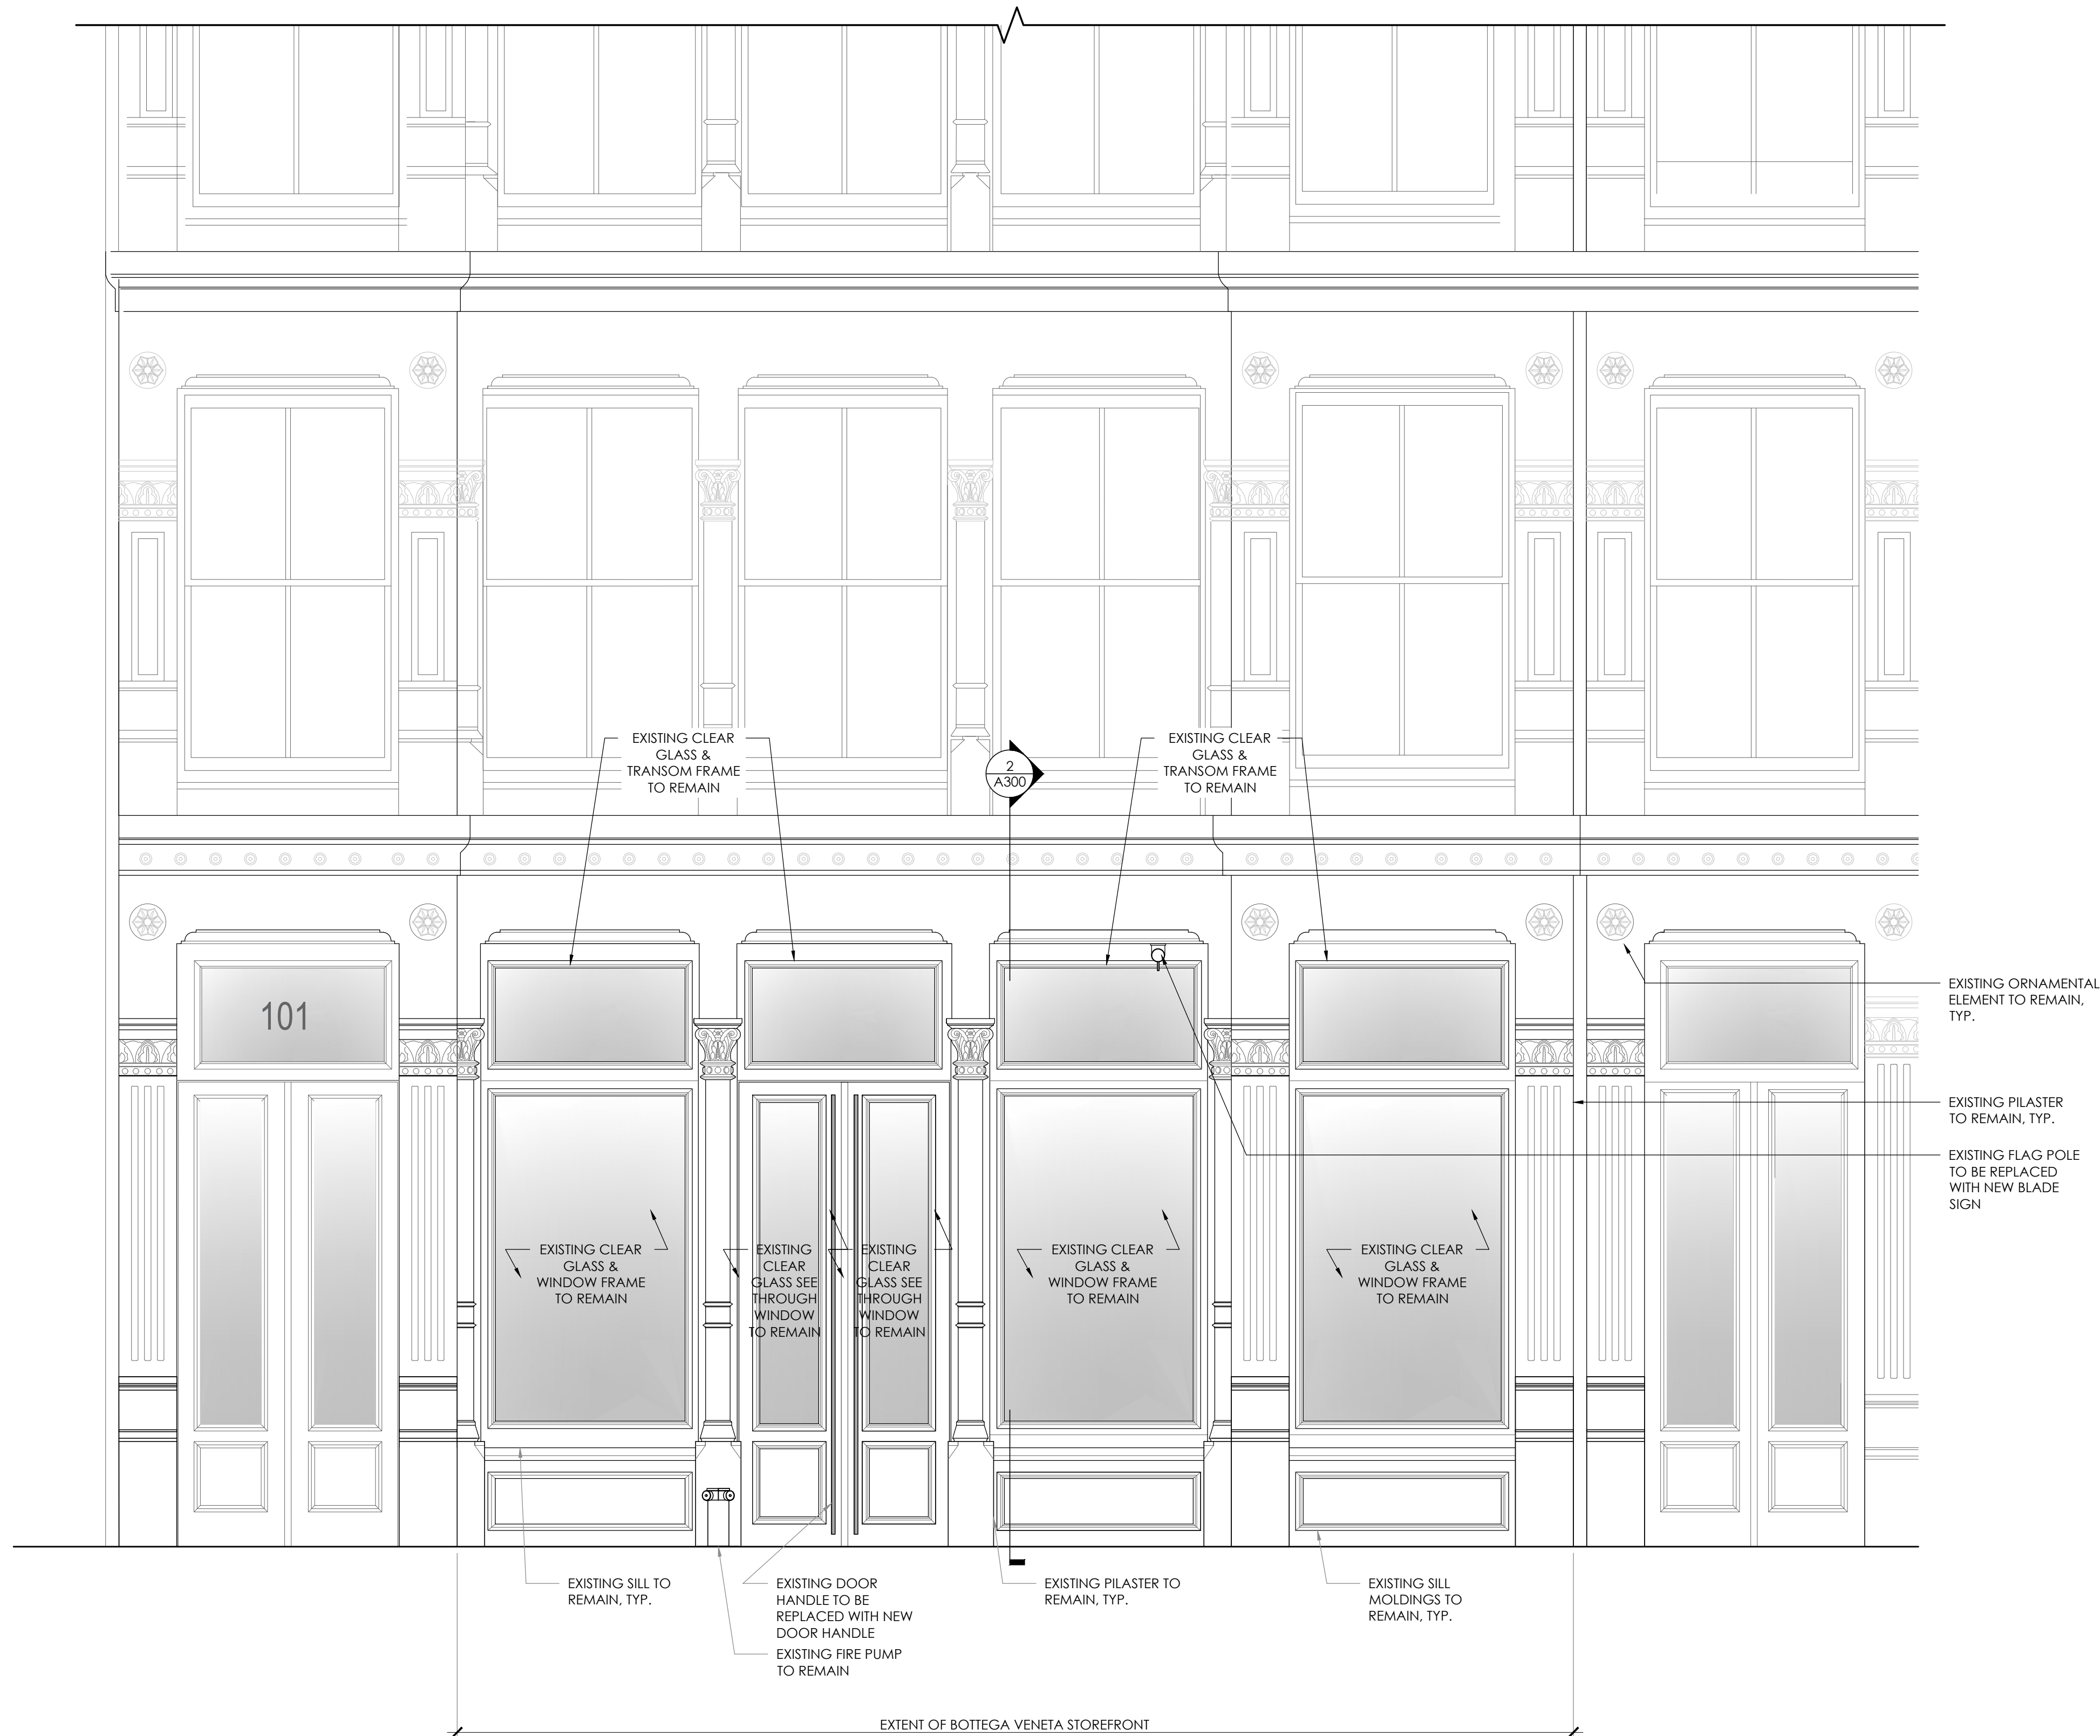 EXISTING CLEAR
GLASS &
TRANSOM FRAME
TO REMAIN
2
A300
EXISTING CLEAR
GLASS &
TRANSOM FRAME
TO REMAIN
101
EXISTING ORNAMENTAL
ELEMENT TO REMAIN,
TYP.
EXISTING PILASTER
TO REMAIN, TYP.
EXISTING FLAG POLE
TO BE REPLACED
WITH NEW BLADE
SIGN
EXISTING CLEAR
GLASS &
WINDOW FRAME
TO REMAIN
EXISTING
CLEAR
GLASS SEE
THROUGH
WINDOW
TO REMAIN
EXISTING
CLEAR
GLASS SEE
THROUGH
WINDOW
TO REMAIN
EXISTING CLEAR
GLASS &
WINDOW FRAME
TO REMAIN
EXISTING CLEAR
GLASS &
WINDOW FRAME
TO REMAIN
EXISTING SILL TO
REMAIN, TYP.
EXISTING DOOR
HANDLE TO BE
REPLACED WITH NEW
DOOR HANDLE
EXISTING FIRE PUMP
TO REMAIN
EXISTING PILASTER TO
REMAIN, TYP.
EXISTING SILL
MOLDINGS TO
REMAIN, TYP.
EXTENT OF BOTTEGA VENETA STOREFRONT